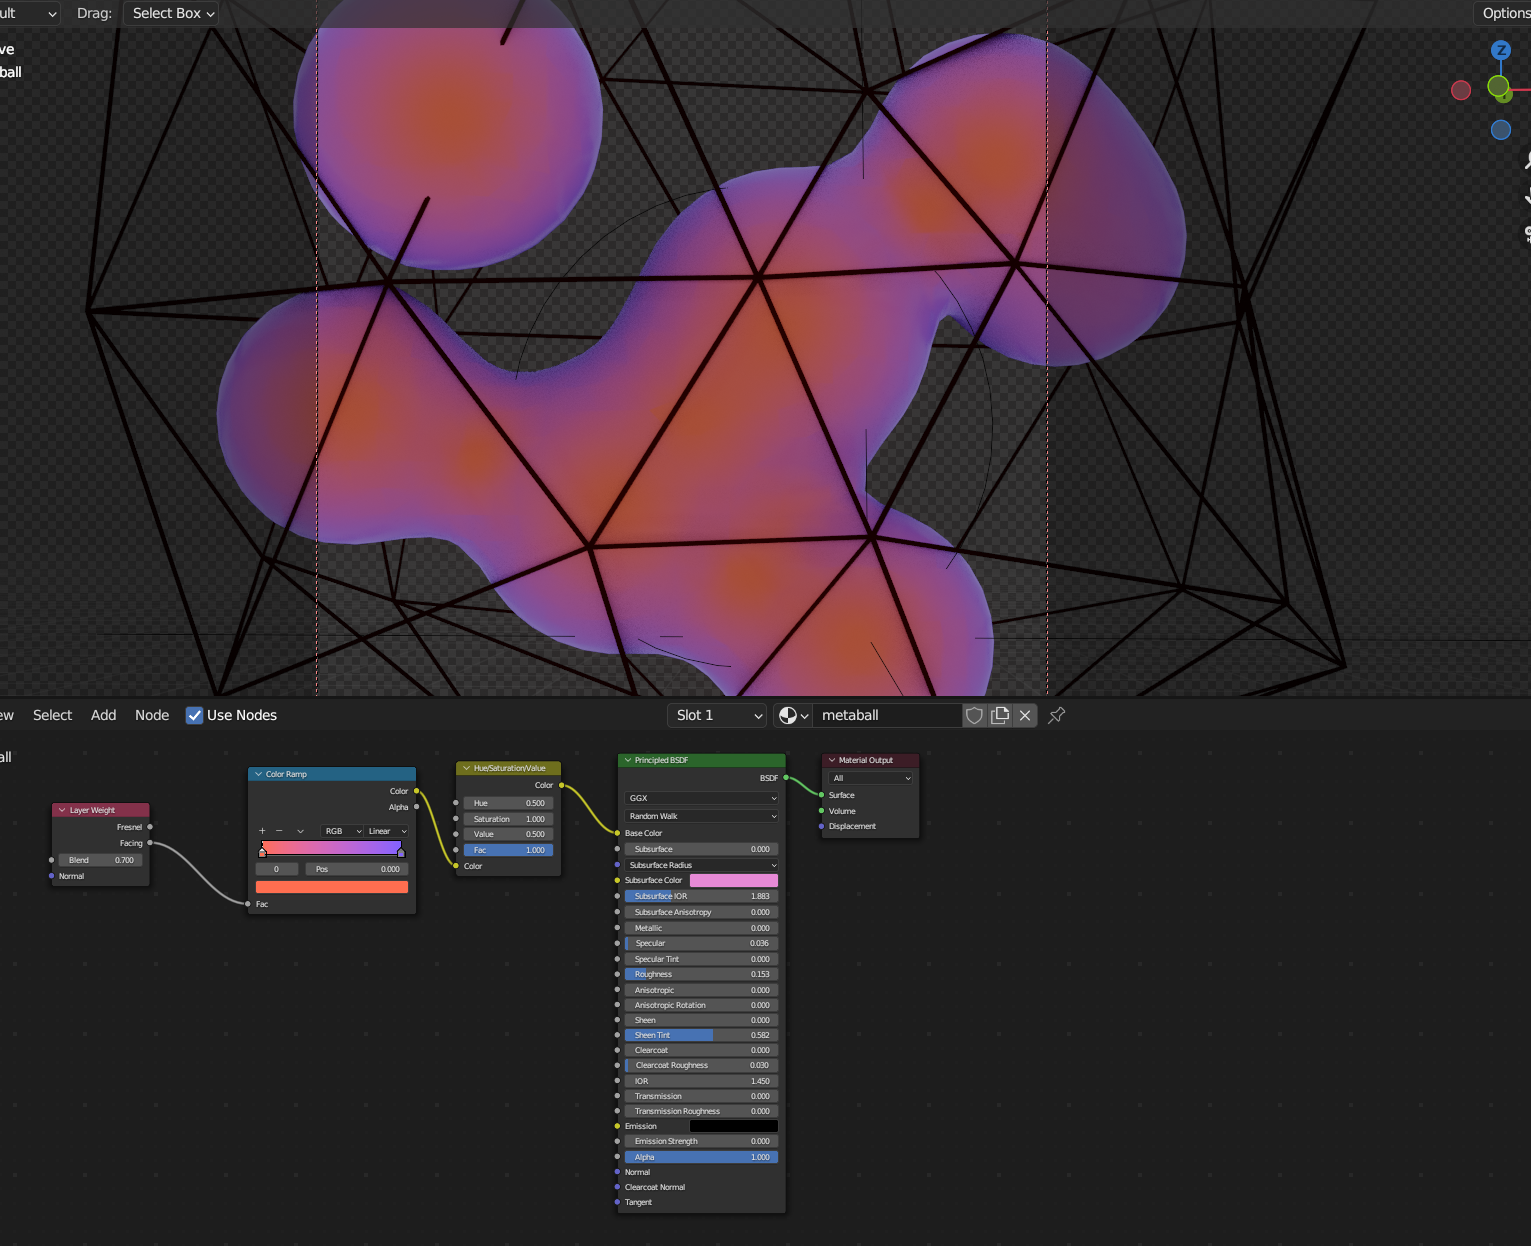 ult Drag: Select Box Options
ve
ball
Z
ew Select Add Node Use Nodes Slot 1 metaball
all
Layer Weight
Fresnel
Facing
Blend 0.700
Normal
Color Ramp
Color
Alpha
+ − RGB Linear
0 Pos 0.000
Fac
Hue/Saturation/Value
Color
Hue 0.500
Saturation 1.000
Value 0.500
Fac 1.000
Color
Principled BSDF
BSDF
GGX
Random Walk
Base Color
Subsurface 0.000
Subsurface Radius
Subsurface Color
Subsurface IOR 1.883
Subsurface Anisotropy 0.000
Metallic 0.000
Specular 0.036
Specular Tint 0.000
Roughness 0.153
Anisotropic 0.000
Anisotropic Rotation 0.000
Sheen 0.000
Sheen Tint 0.582
Clearcoat 0.000
Clearcoat Roughness 0.030
IOR 1.450
Transmission 0.000
Transmission Roughness 0.000
Emission
Emission Strength 0.000
Alpha 1.000
Normal
Clearcoat Normal
Tangent
Material Output
All
Surface
Volume
Displacement